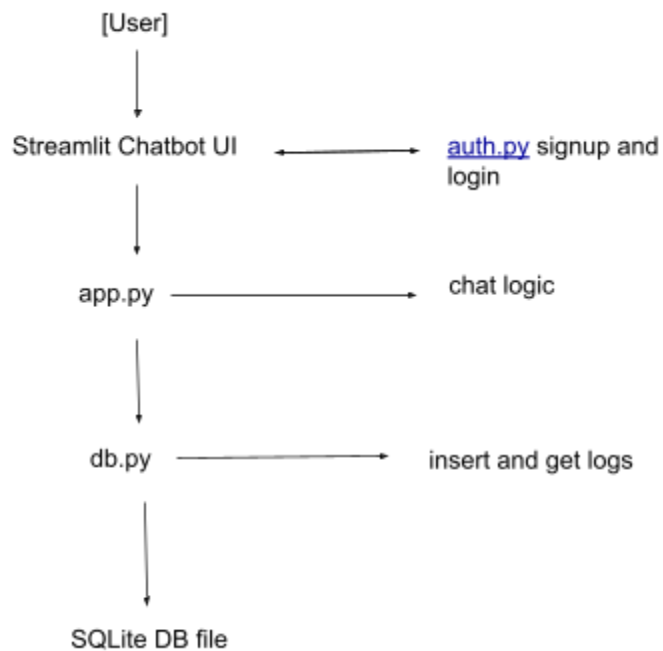 [User]
Streamlit Chatbot UI
auth.py signup and
login
app.py
chat logic
db.py
insert and get logs
SQLite DB file